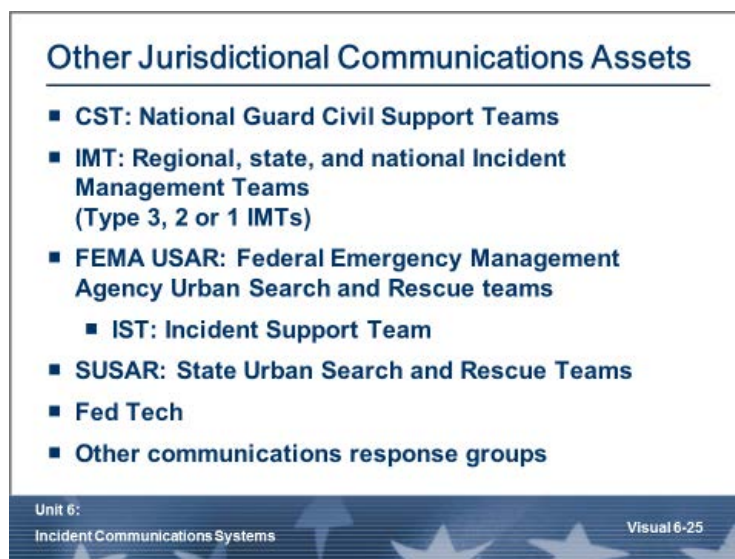 Other Jurisdictional Communications Assets
▪ CST: National Guard Civil Support Teams
▪ IMT: Regional, state, and national Incident
Management Teams
(Type 3, 2 or 1 IMTs)
▪ FEMA USAR: Federal Emergency Management
Agency Urban Search and Rescue teams
▪ IST: Incident Support Team
▪ SUSAR: State Urban Search and Rescue Teams
▪ Fed Tech
▪ Other communications response groups
Unit 6:
Incident Communications Systems
Visual 6-25